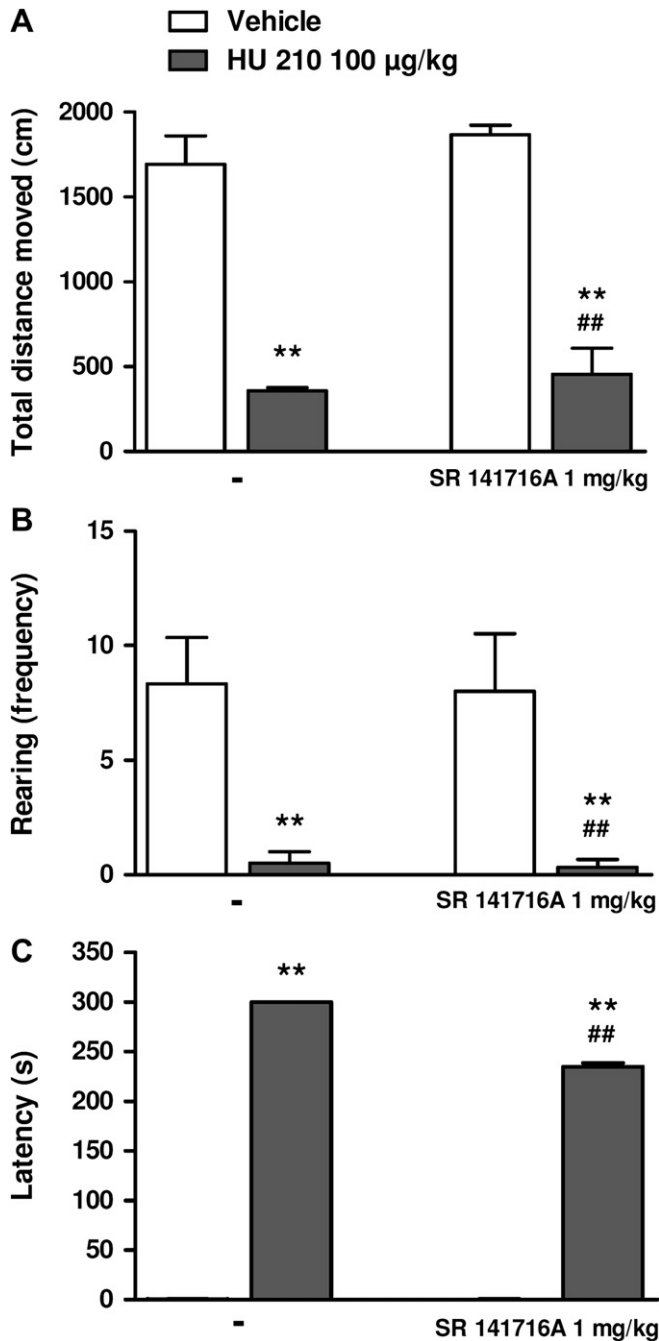 A
Vehicle
HU 210 100 µg/kg
Total distance moved (cm)
2000
1500
1000
500
0
**
**
##
-
SR 141716A 1 mg/kg
B
Rearing (frequency)
15
10
5
0
**
**
##
-
SR 141716A 1 mg/kg
C
Latency (s)
350
300
250
200
150
100
50
0
**
**
##
-
SR 141716A 1 mg/kg